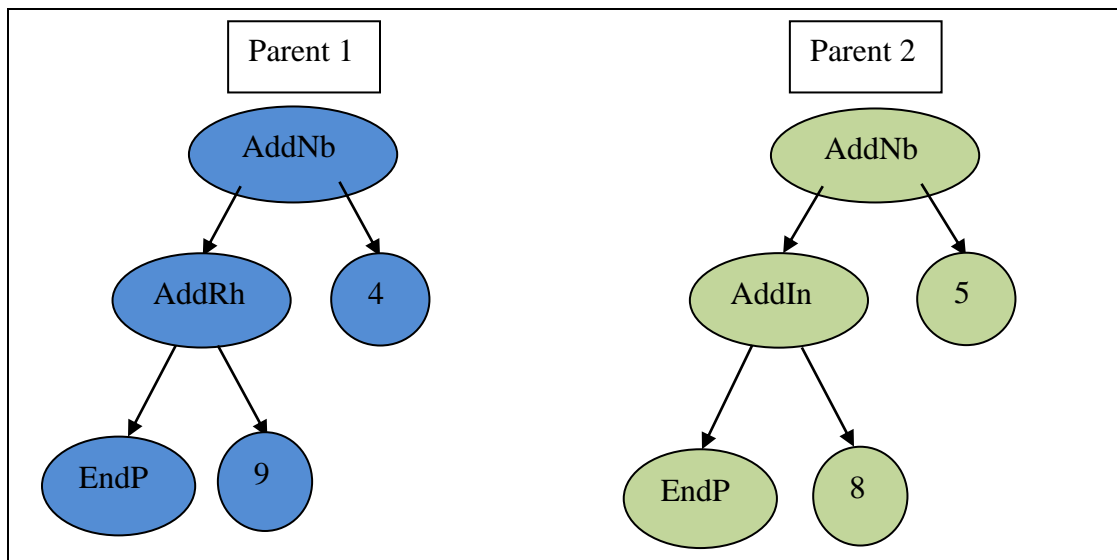 Parent 1
Parent 2
AddNb
AddNb
AddRh
4
AddIn
5
EndP
9
EndP
8